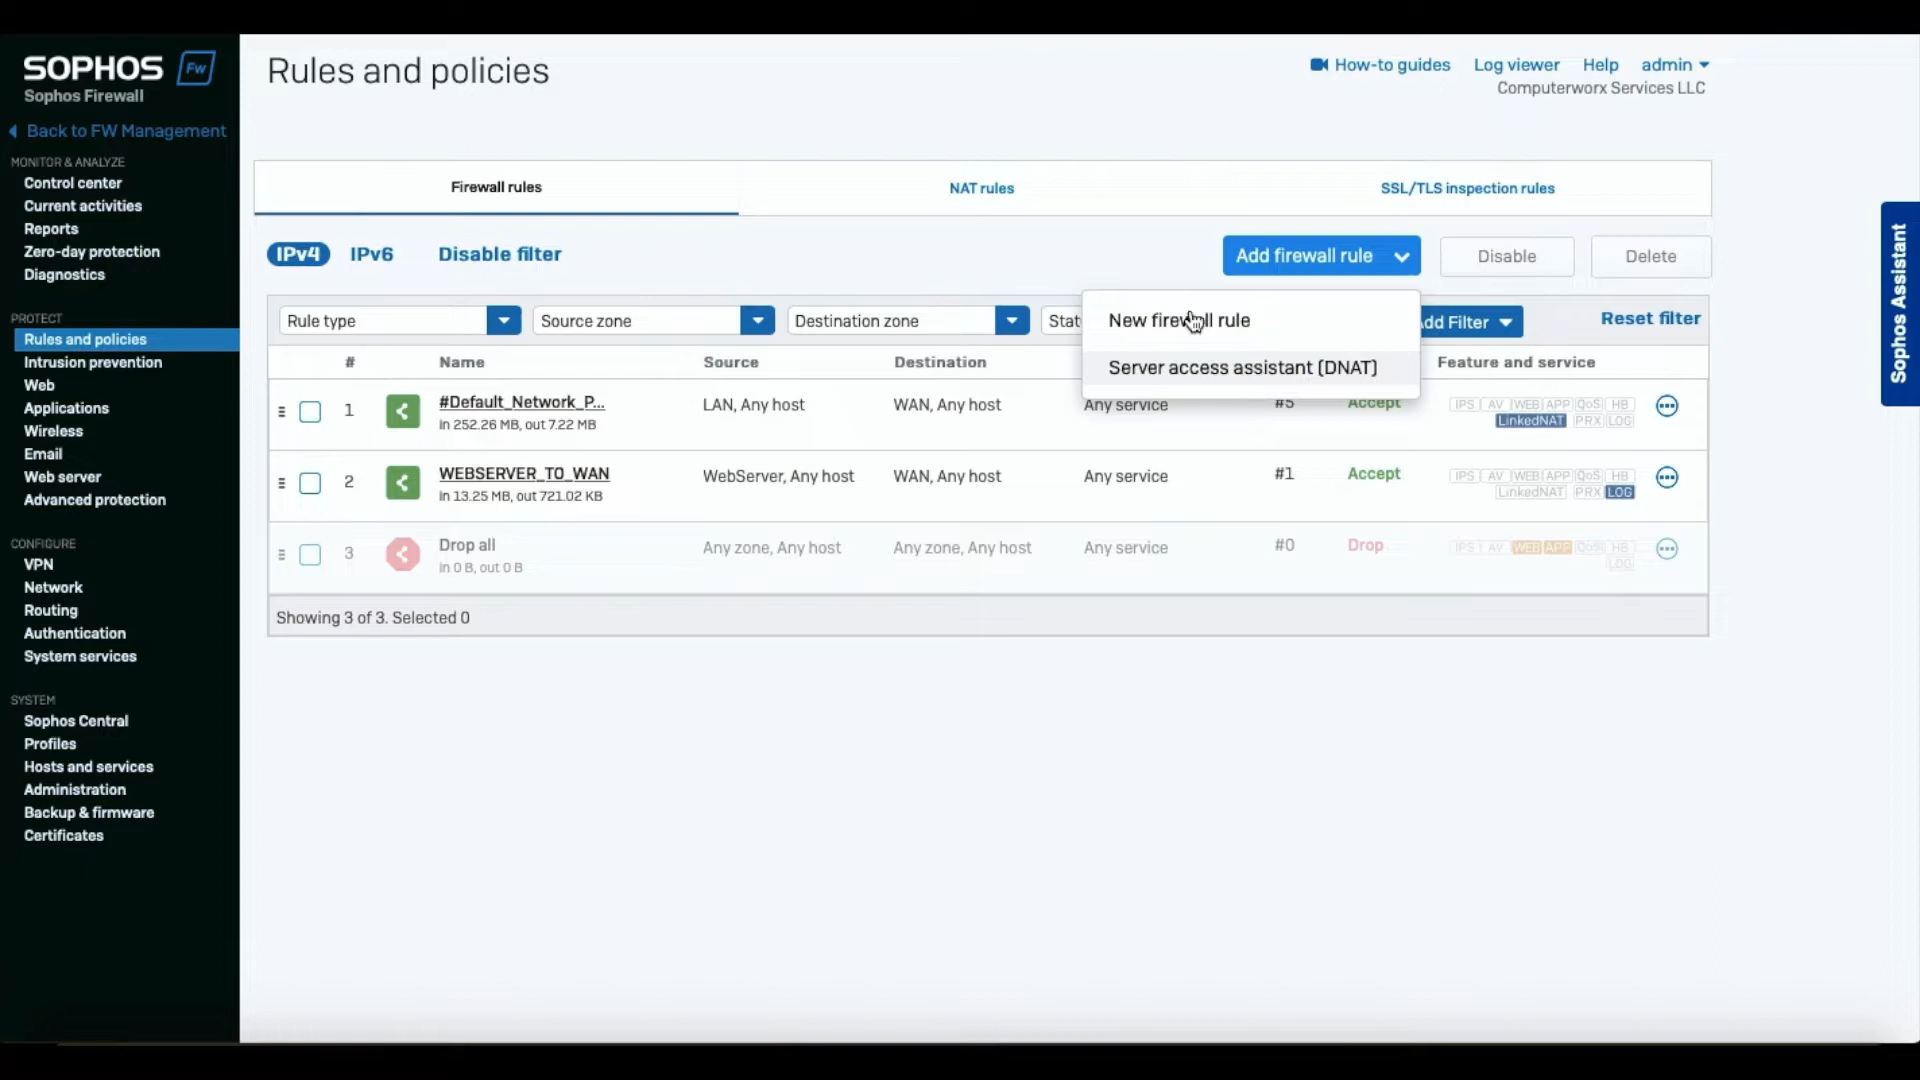 SOPHOS Fw
Sophos Firewall
Back to FW Management
MONITOR & ANALYZE
Control center
Current activities
Reports
Zero-day protection
Diagnostics
PROTECT
Rules and policies
Intrusion prevention
Web
Applications
Wireless
Email
Web server
Advanced protection
CONFIGURE
VPN
Network
Routing
Authentication
System services
SYSTEM
Sophos Central
Profiles
Hosts and services
Administration
Backup & firmware
Certificates
Rules and policies
How-to guides Log viewer Help admin
Computerworx Services LLC
Firewall rules NAT rules SSL/TLS inspection rules
IPv4 IPv6 Disable filter Add firewall rule Disable Delete
Rule type Source zone Destination zone Stat dd Filter Reset filter
New firewall rule
Server access assistant (DNAT)
# Name Source Destination Feature and service
1 #Default_Network_P... LAN, Any host WAN, Any host Any service #5 Accept IPS AV WEB APP QoS HB
in 252.26 MB, out 7.22 MB LinkedNAT PRX LOG
2 WEBSERVER_TO_WAN WebServer, Any host WAN, Any host Any service #1 Accept IPS AV WEB APP QoS HB
in 13.25 MB, out 721.02 KB LinkedNAT PRX LOG
3 Drop all Any zone, Any host Any zone, Any host Any service #0 Drop IPS AV WEB APP QoS HB
in 0 B, out 0 B LOG
Showing 3 of 3. Selected 0
Sophos Assistant